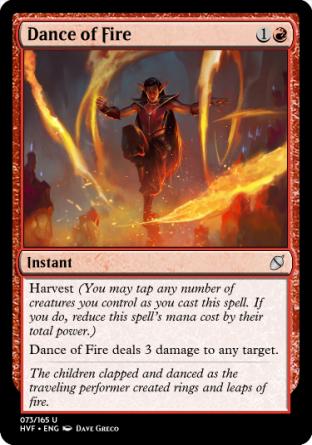 Dance of Fire 1
Instant
Harvest (You may tap any number of
creatures you control as you cast this spell. If
you do, reduce this spell's mana cost by their
total power.)
Dance of Fire deals 3 damage to any target.
The children clapped and danced as the
traveling performer created rings and leaps of
fire.
073/165 U
HVF • ENG DAVE GRECO